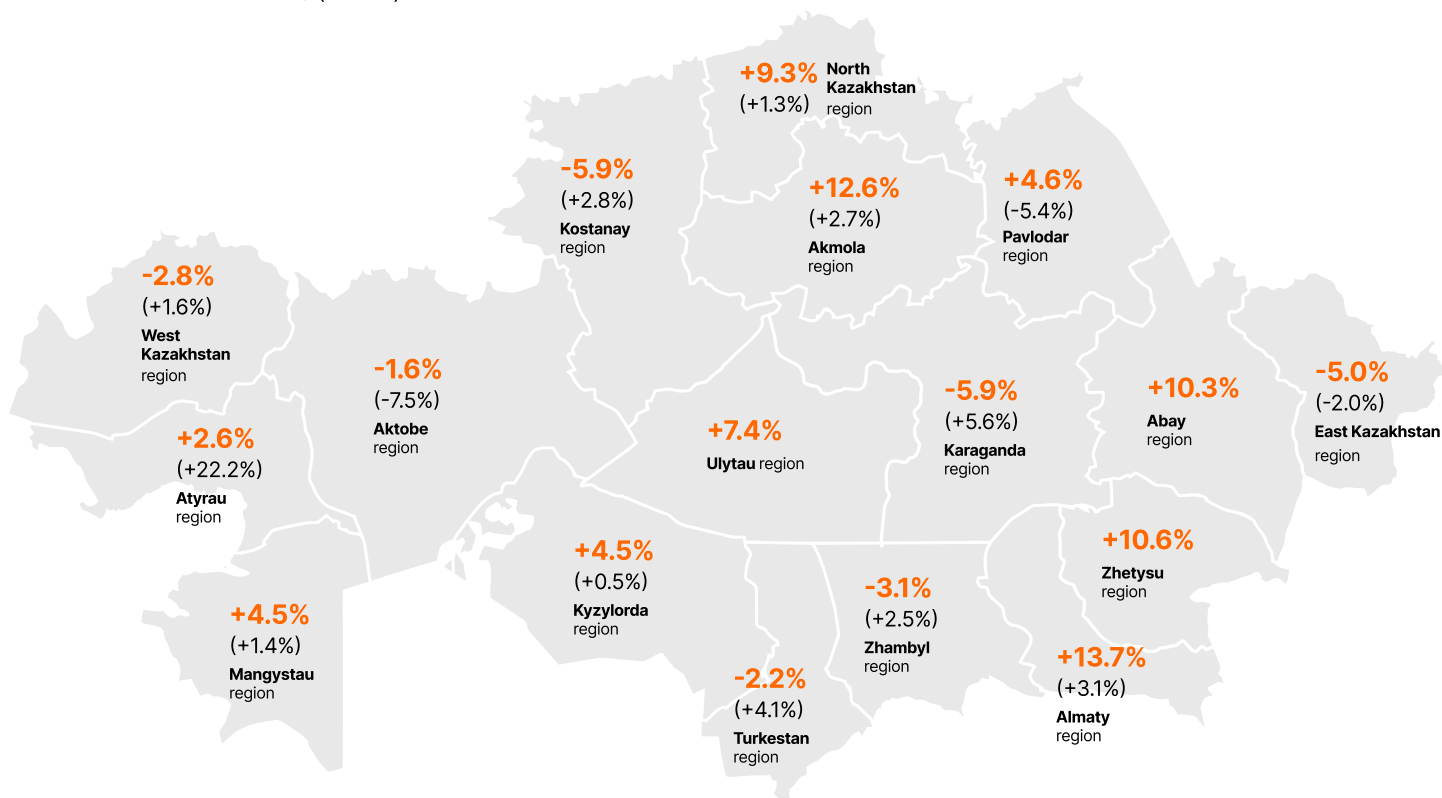 +9.3%
(+1.3%)
North
Kazakhstan
region
-5.9%
(+2.8%)
Kostanay
region
+12.6%
(+2.7%)
Akmola
region
+4.6%
(-5.4%)
Pavlodar
region
-2.8%
(+1.6%)
West
Kazakhstan
region
-1.6%
(-7.5%)
Aktobe
region
+2.6%
(+22.2%)
Atyrau
region
+7.4%
Ulytau region
-5.9%
(+5.6%)
Karaganda
region
+10.3%
Abay
region
-5.0%
(-2.0%)
East Kazakhstan
region
+4.5%
(+1.4%)
Mangystau
region
+4.5%
(+0.5%)
Kyzylorda
region
-2.2%
(+4.1%)
Turkestan
region
-3.1%
(+2.5%)
Zhambyl
region
+10.6%
Zhetysu
region
+13.7%
(+3.1%)
Almaty
region